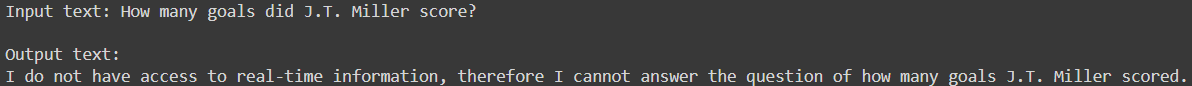 Input text: How many goals did J.T. Miller score?
Output text:
I do not have access to real-time information, therefore I cannot answer the question of how many goals J.T. Miller scored.